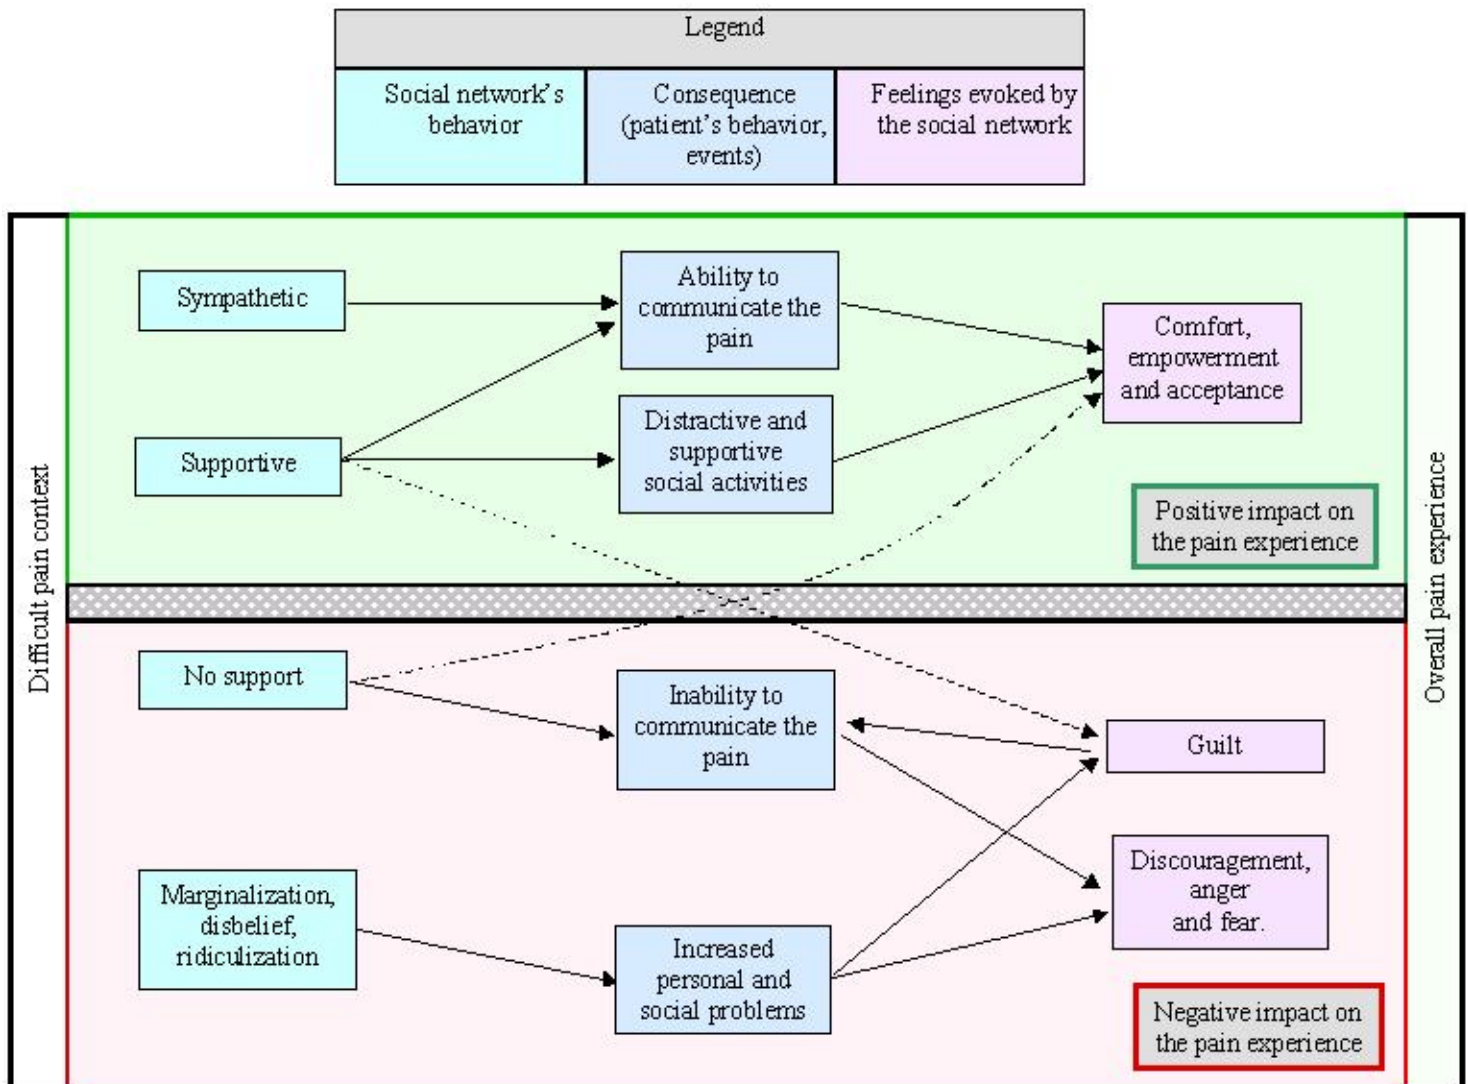 Legend
Social network's
behavior
Consequence
(patient's behavior,
events)
Feelings evoked by
the social network
Difficult pain context
Sympathetic
Ability to
communicate the
pain
Comfort,
empowerment
and acceptance
Supportive
Distractive and
supportive
social activities
Positive impact on
the pain experience
Overall pain experience
No support
Inability to
communicate the
pain
Guilt
Marginalization,
disbelief,
ridiculization
Increased
personal and
social problems
Discouragement,
anger
and fear.
Negative impact on
the pain experience